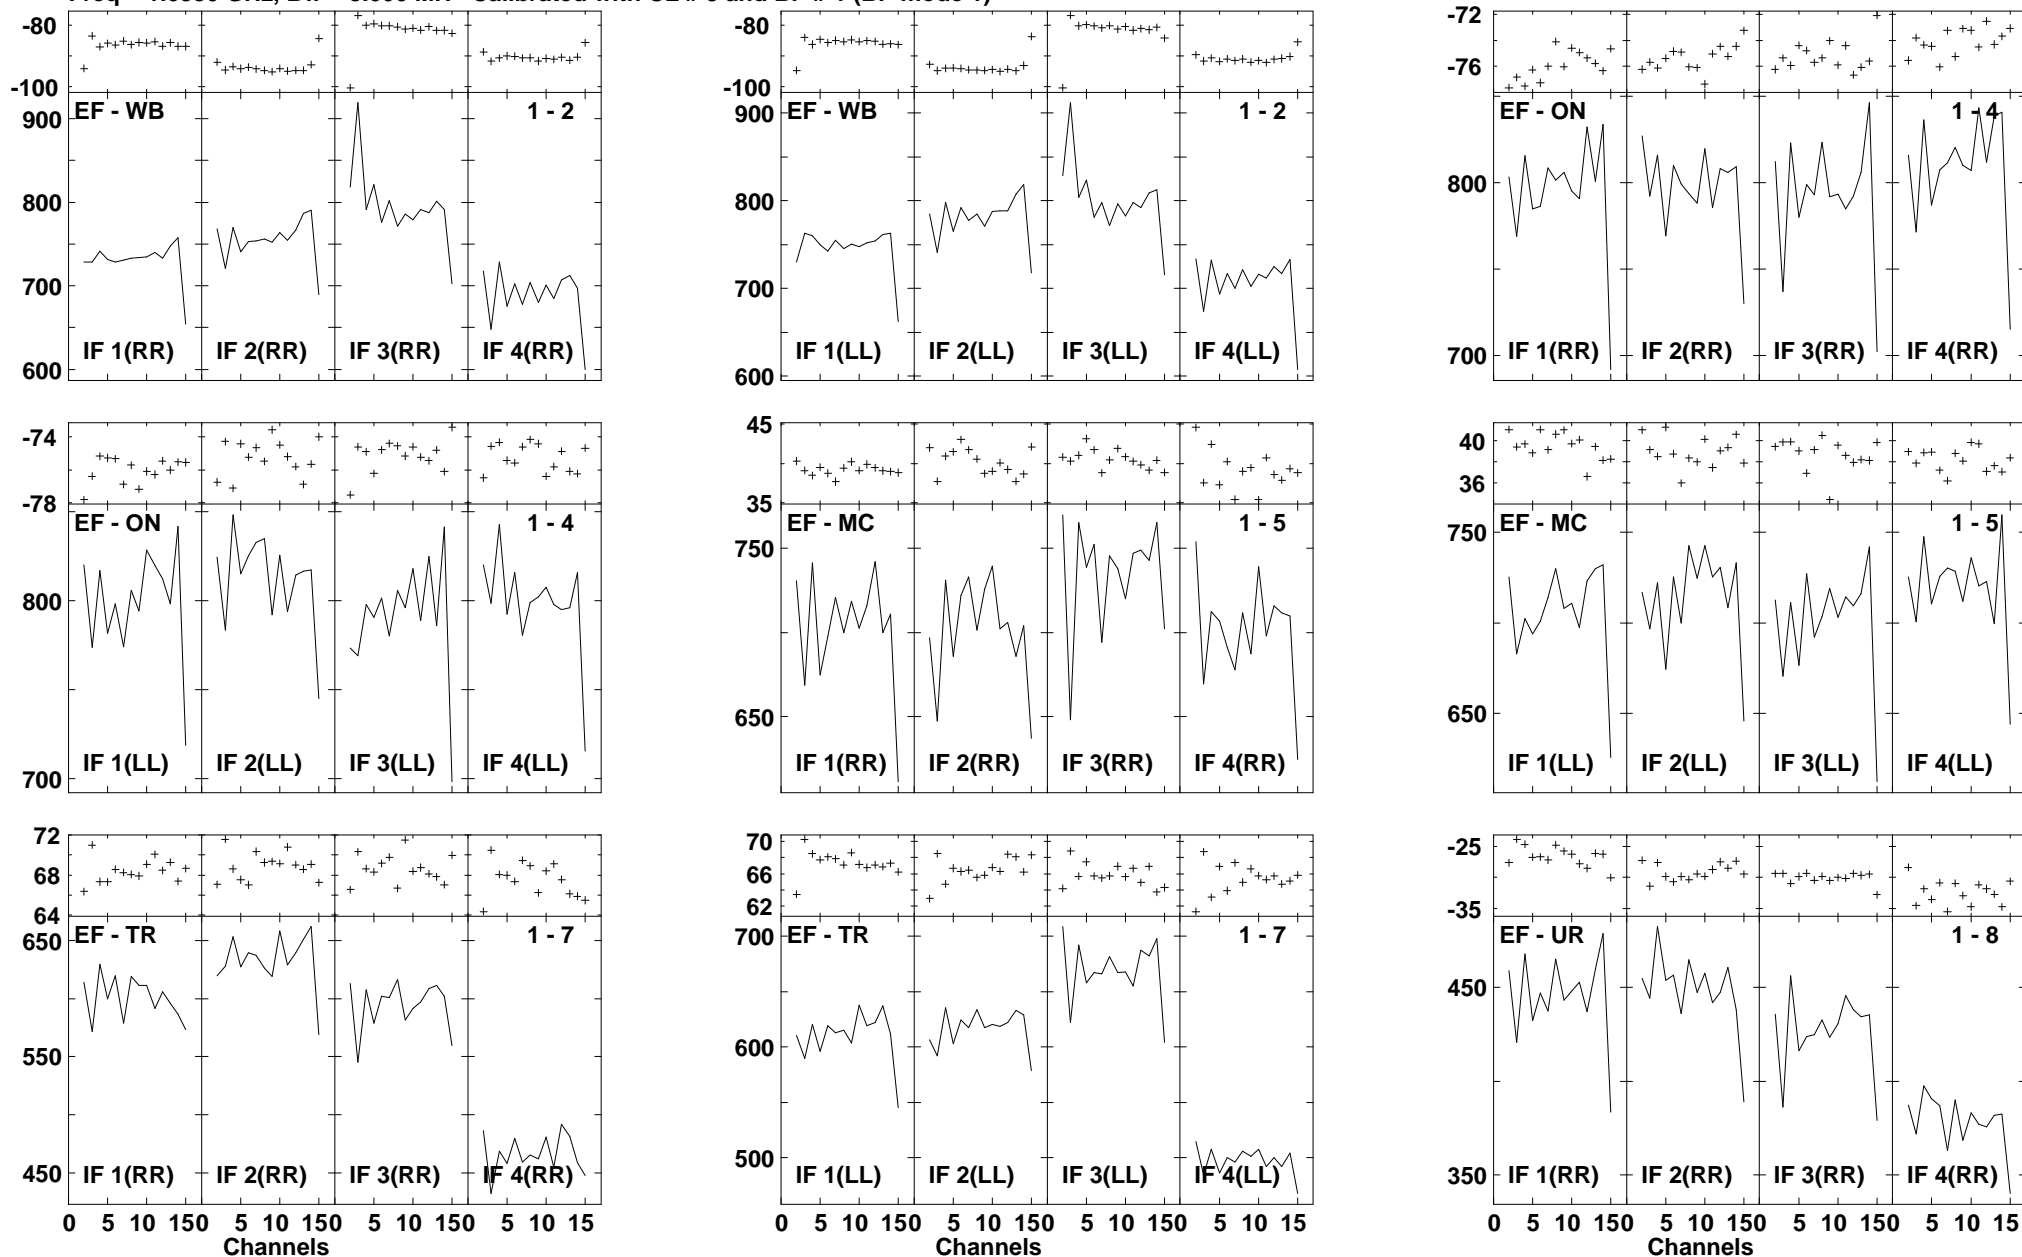 -80
-100
EF - WB 1 - 2
900
800
700
600
IF 1(RR) IF 2(RR) IF 3(RR) IF 4(RR)
-80
-100
EF - WB 1 - 2
900
800
700
600
IF 1(LL) IF 2(LL) IF 3(LL) IF 4(LL)
-72
-76
EF - ON 1 - 4
800
700
IF 1(RR) IF 2(RR) IF 3(RR) IF 4(RR)
-74
-78
EF - ON 1 - 4
800
700
IF 1(LL) IF 2(LL) IF 3(LL) IF 4(LL)
45
35
EF - MC 1 - 5
750
650
IF 1(RR) IF 2(RR) IF 3(RR) IF 4(RR)
40
36
EF - MC 1 - 5
750
650
IF 1(LL) IF 2(LL) IF 3(LL) IF 4(LL)
72
68
64
EF - TR 1 - 7
650
550
450
IF 1(RR) IF 2(RR) IF 3(RR) IF 4(RR)
0 5 10 150 5 10 150 5 10 150 5 10 15
Channels
70
66
62
EF - TR 1 - 7
700
600
500
IF 1(LL) IF 2(LL) IF 3(LL) IF 4(LL)
0 5 10 150 5 10 150 5 10 150 5 10 15
Channels
-25
-35
EF - UR 1 - 8
450
350
IF 1(RR) IF 2(RR) IF 3(RR) IF 4(RR)
0 5 10 150 5 10 150 5 10 150 5 10 15
Channels